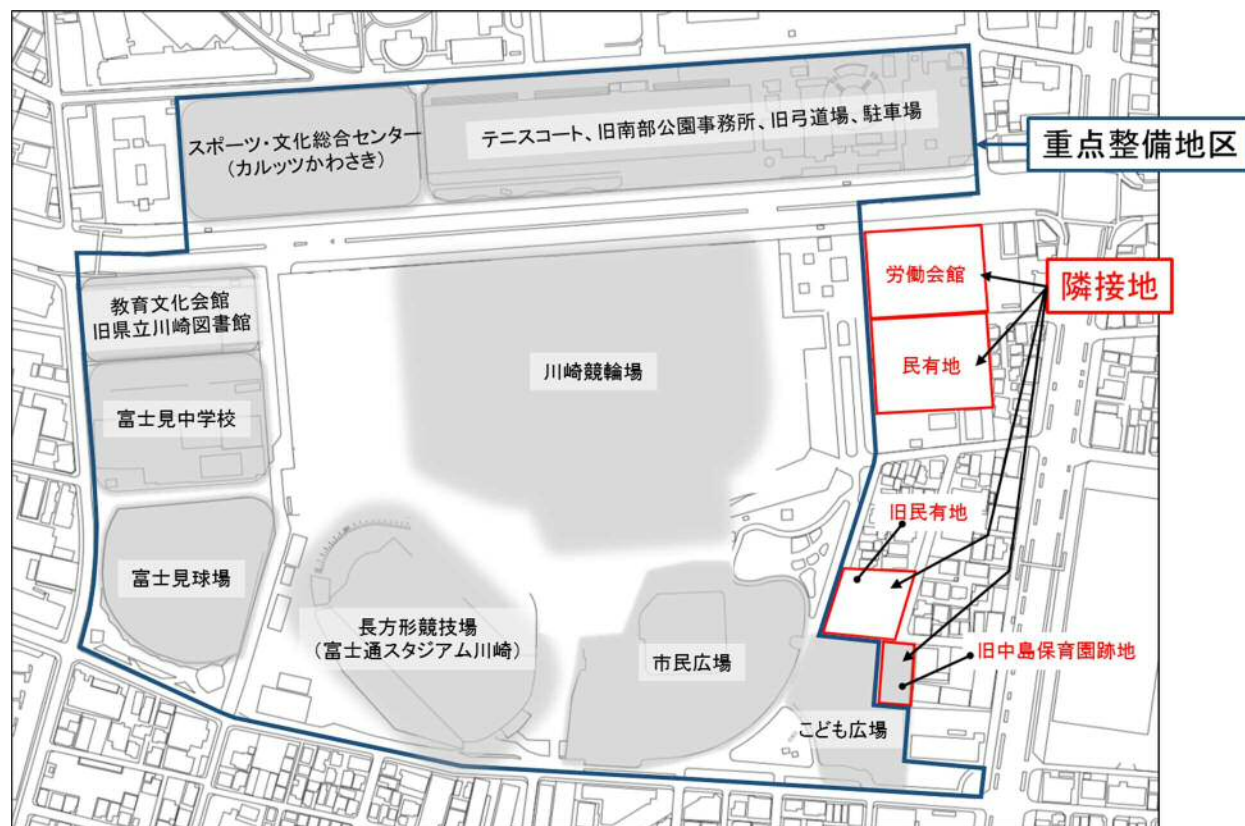 スポーツ・文化総合センター
(カルッツかわさき)
テニスコート、旧南部公園事務所、旧弓道場、駐車場
重点整備地区
労働会館
隣接地
教育文化会館
旧県立川崎図書館
民有地
川崎競輪場
富士見中学校
旧民有地
富士見球場
長方形競技場
(富士通スタジアム川崎)
市民広場
旧中島保育園跡地
こども広場